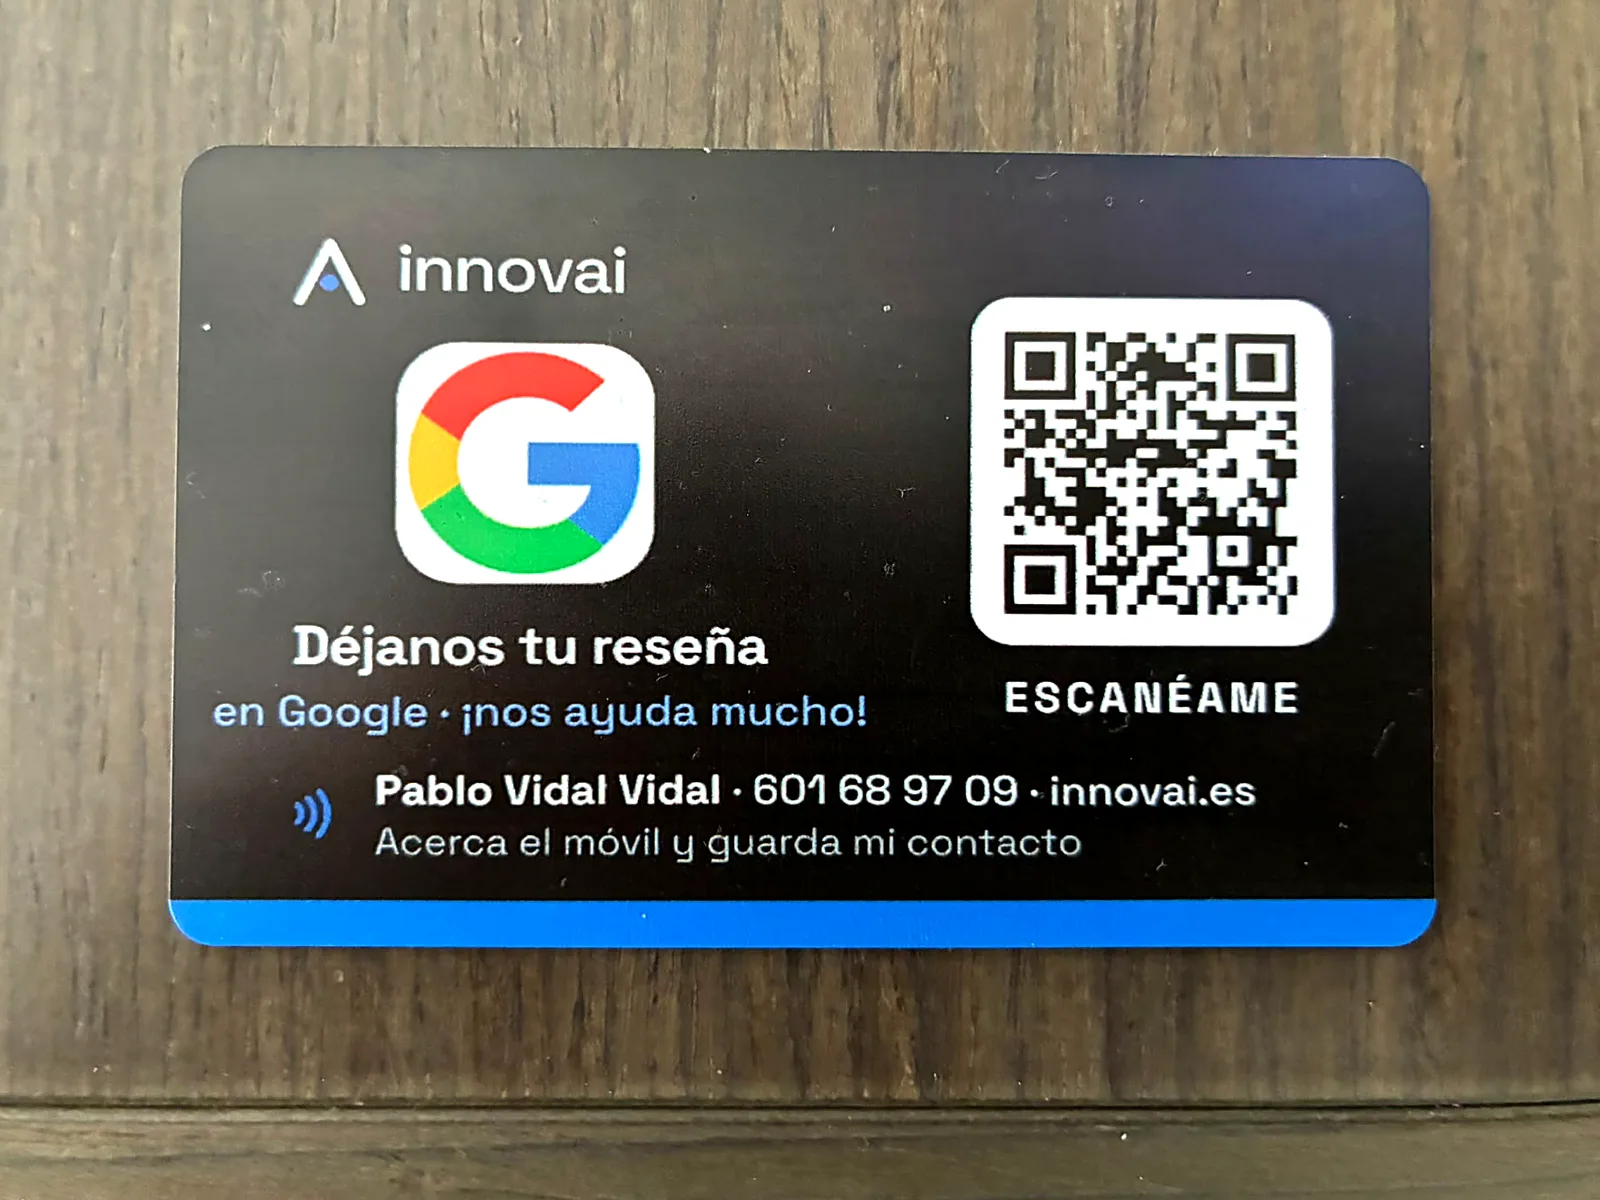 innovai
Déjanos tu reseña
en Google · ¡nos ayuda mucho!
ESCANÉAME
Pablo Vidal Vidal · 601 68 97 09 · innovai.es
Acerca el móvil y guarda mi contacto